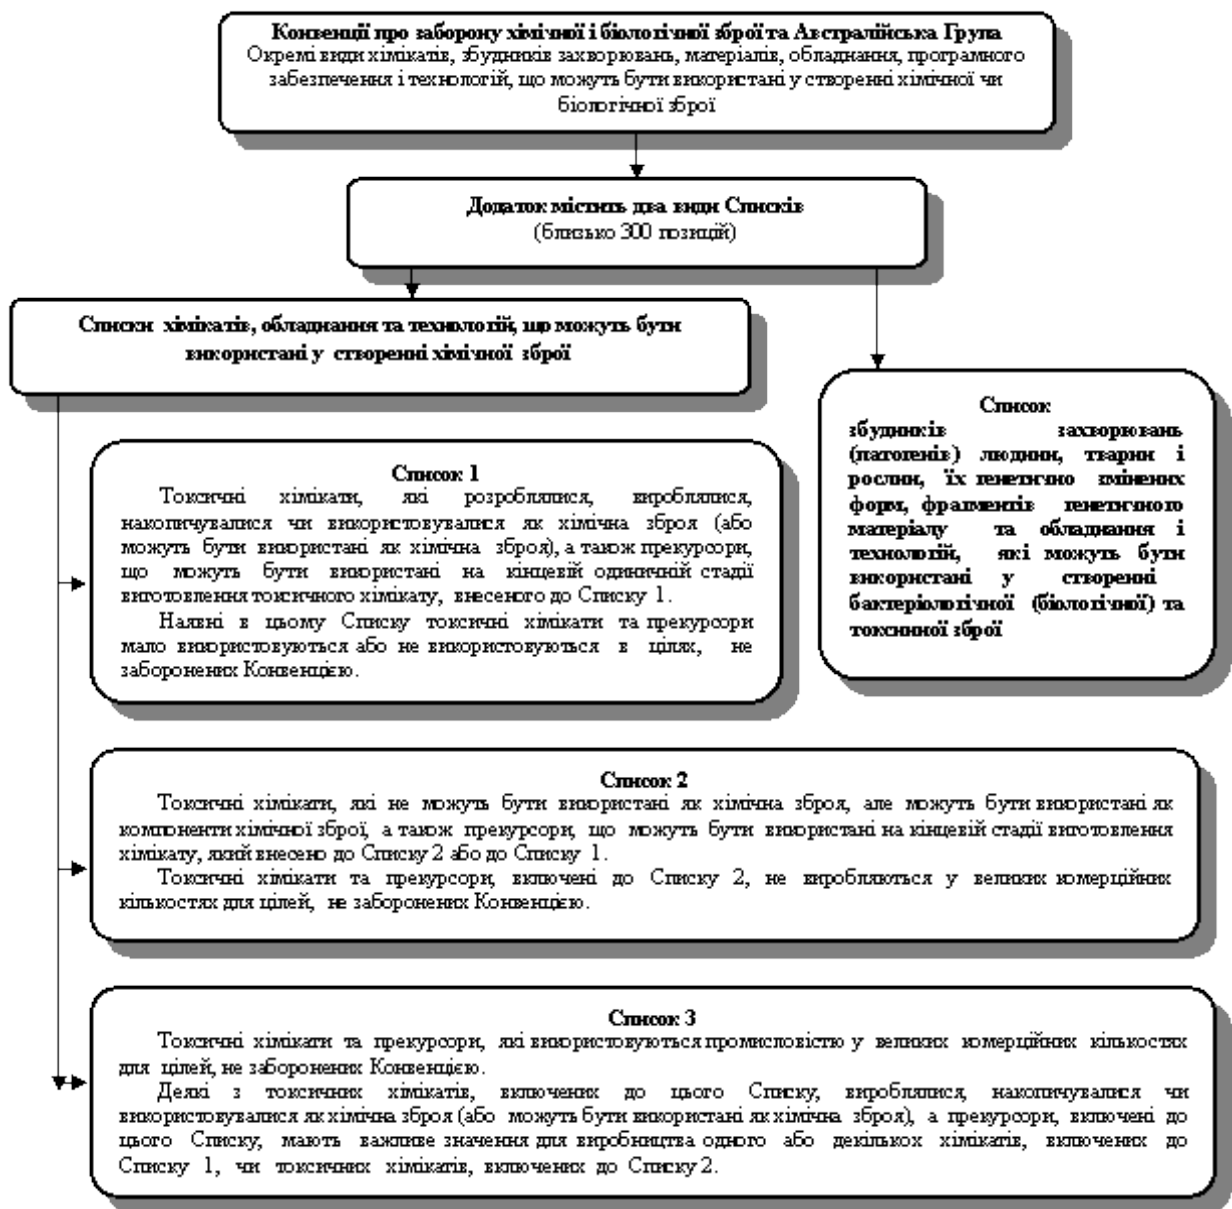 Конвенції про заборону хімічної і біологічної зброї та Австралійська Група
Окремі види хімікатів, збудників захворювань, матеріалів, обладнання, програмного
забезпечення і технологій, що можуть бути використані у створенні хімічної чи
біологічної зброї
Додаток містить два види Списків
(близько 300 позицій)
Списки хімікатів, обладнання та технологій, що можуть бути
використані у створенні хімічної зброї
Список
збудників захворювань
(патогенів) людини, тварин і
рослин, їх генетично змінених
форм, фрагментів генетичного
матеріалу та обладнання і
технологій, які можуть бути
використані у створенні
бактеріологічної (біологічної) та
токсинної зброї
Список 1
Токсичні хімікати, які розроблялися, вироблялися,
накопичувалися чи використовувалися як хімічна зброя (або
можуть бути використані як хімічна зброя), а також прекурсори,
що можуть бути використані на кінцевій одиничній стадії
виготовлення токсичного хімікату, внесеного до Списку 1.
Наявні в цьому Списку токсичні хімікати та прекурсори
мало використовуються або не використовуються в цілях, не
заборонених Конвенцією.
Список 2
Токсичні хімікати, які не можуть бути використані як хімічна зброя, але можуть бути використані як
компоненти хімічної зброї, а також прекурсори, що можуть бути використані на кінцевій стадії виготовлення
хімікату, який внесено до Списку 2 або до Списку 1.
Токсичні хімікати та прекурсори, включені до Списку 2, не виробляються у великих комерційних
кількостях для цілей, не заборонених Конвенцією.
Список 3
Токсичні хімікати та прекурсори, які використовуються промисловістю у великих комерційних кількостях
для цілей, не заборонених Конвенцією.
Деякі з токсичних хімікатів, включених до цього Списку, вироблялися, накопичувалися чи
використовувалися як хімічна зброя (або можуть бути використані як хімічна зброя), а прекурсори, включені до
цього Списку, мають важливе значення для виробництва одного або декількох хімікатів, включених до
Списку 1, чи токсичних хімікатів, включених до Списку 2.